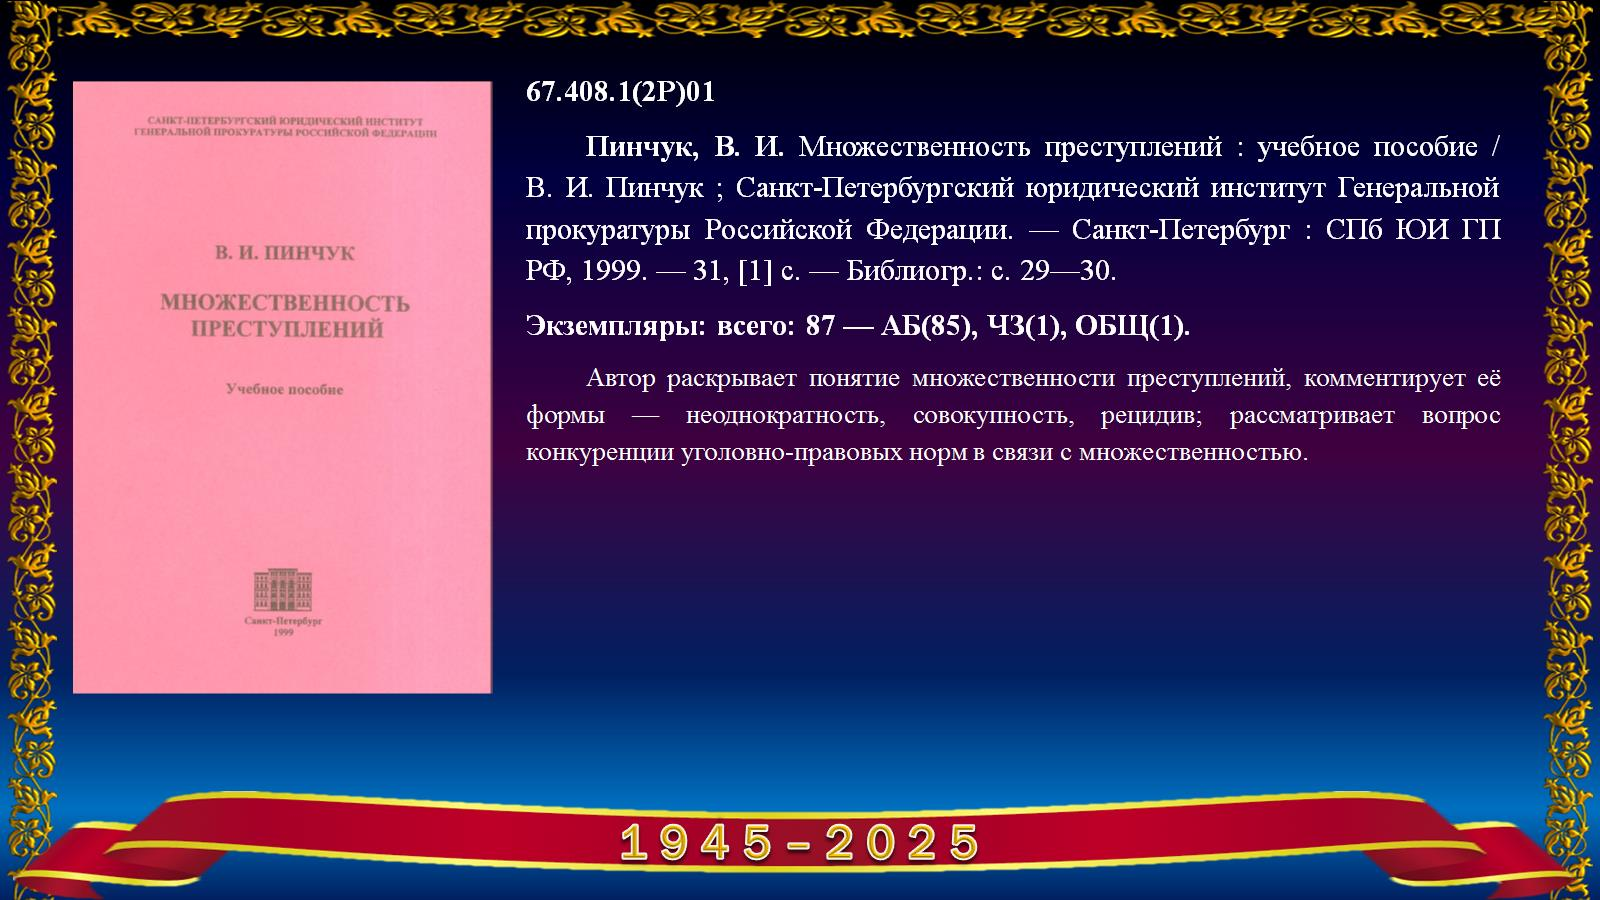 САНКТ-ПЕТЕРБУРГСКИЙ ЮРИДИЧЕСКИЙ ИНСТИТУТ
ГЕНЕРАЛЬНОЙ ПРОКУРАТУРЫ РОССИЙСКОЙ ФЕДЕРАЦИИ
В. И. ПИНЧУК
МНОЖЕСТВЕННОСТЬ
ПРЕСТУПЛЕНИЙ
Учебное пособие
Санкт-Петербург
1999
67.408.1(2Р)01
Пинчук, В. И. Множественность преступлений : учебное пособие /
В. И. Пинчук ; Санкт-Петербургский юридический институт Генеральной
прокуратуры Российской Федерации. — Санкт-Петербург : СПб ЮИ ГП
РФ, 1999. — 31, [1] с. — Библиогр.: с. 29—30.
Экземпляры: всего: 87 — АБ(85), ЧЗ(1), ОБЩ(1).
Автор раскрывает понятие множественности преступлений, комментирует её
формы — неоднократность, совокупность, рецидив; рассматривает вопрос
конкуренции уголовно-правовых норм в связи с множественностью.
1945–2025